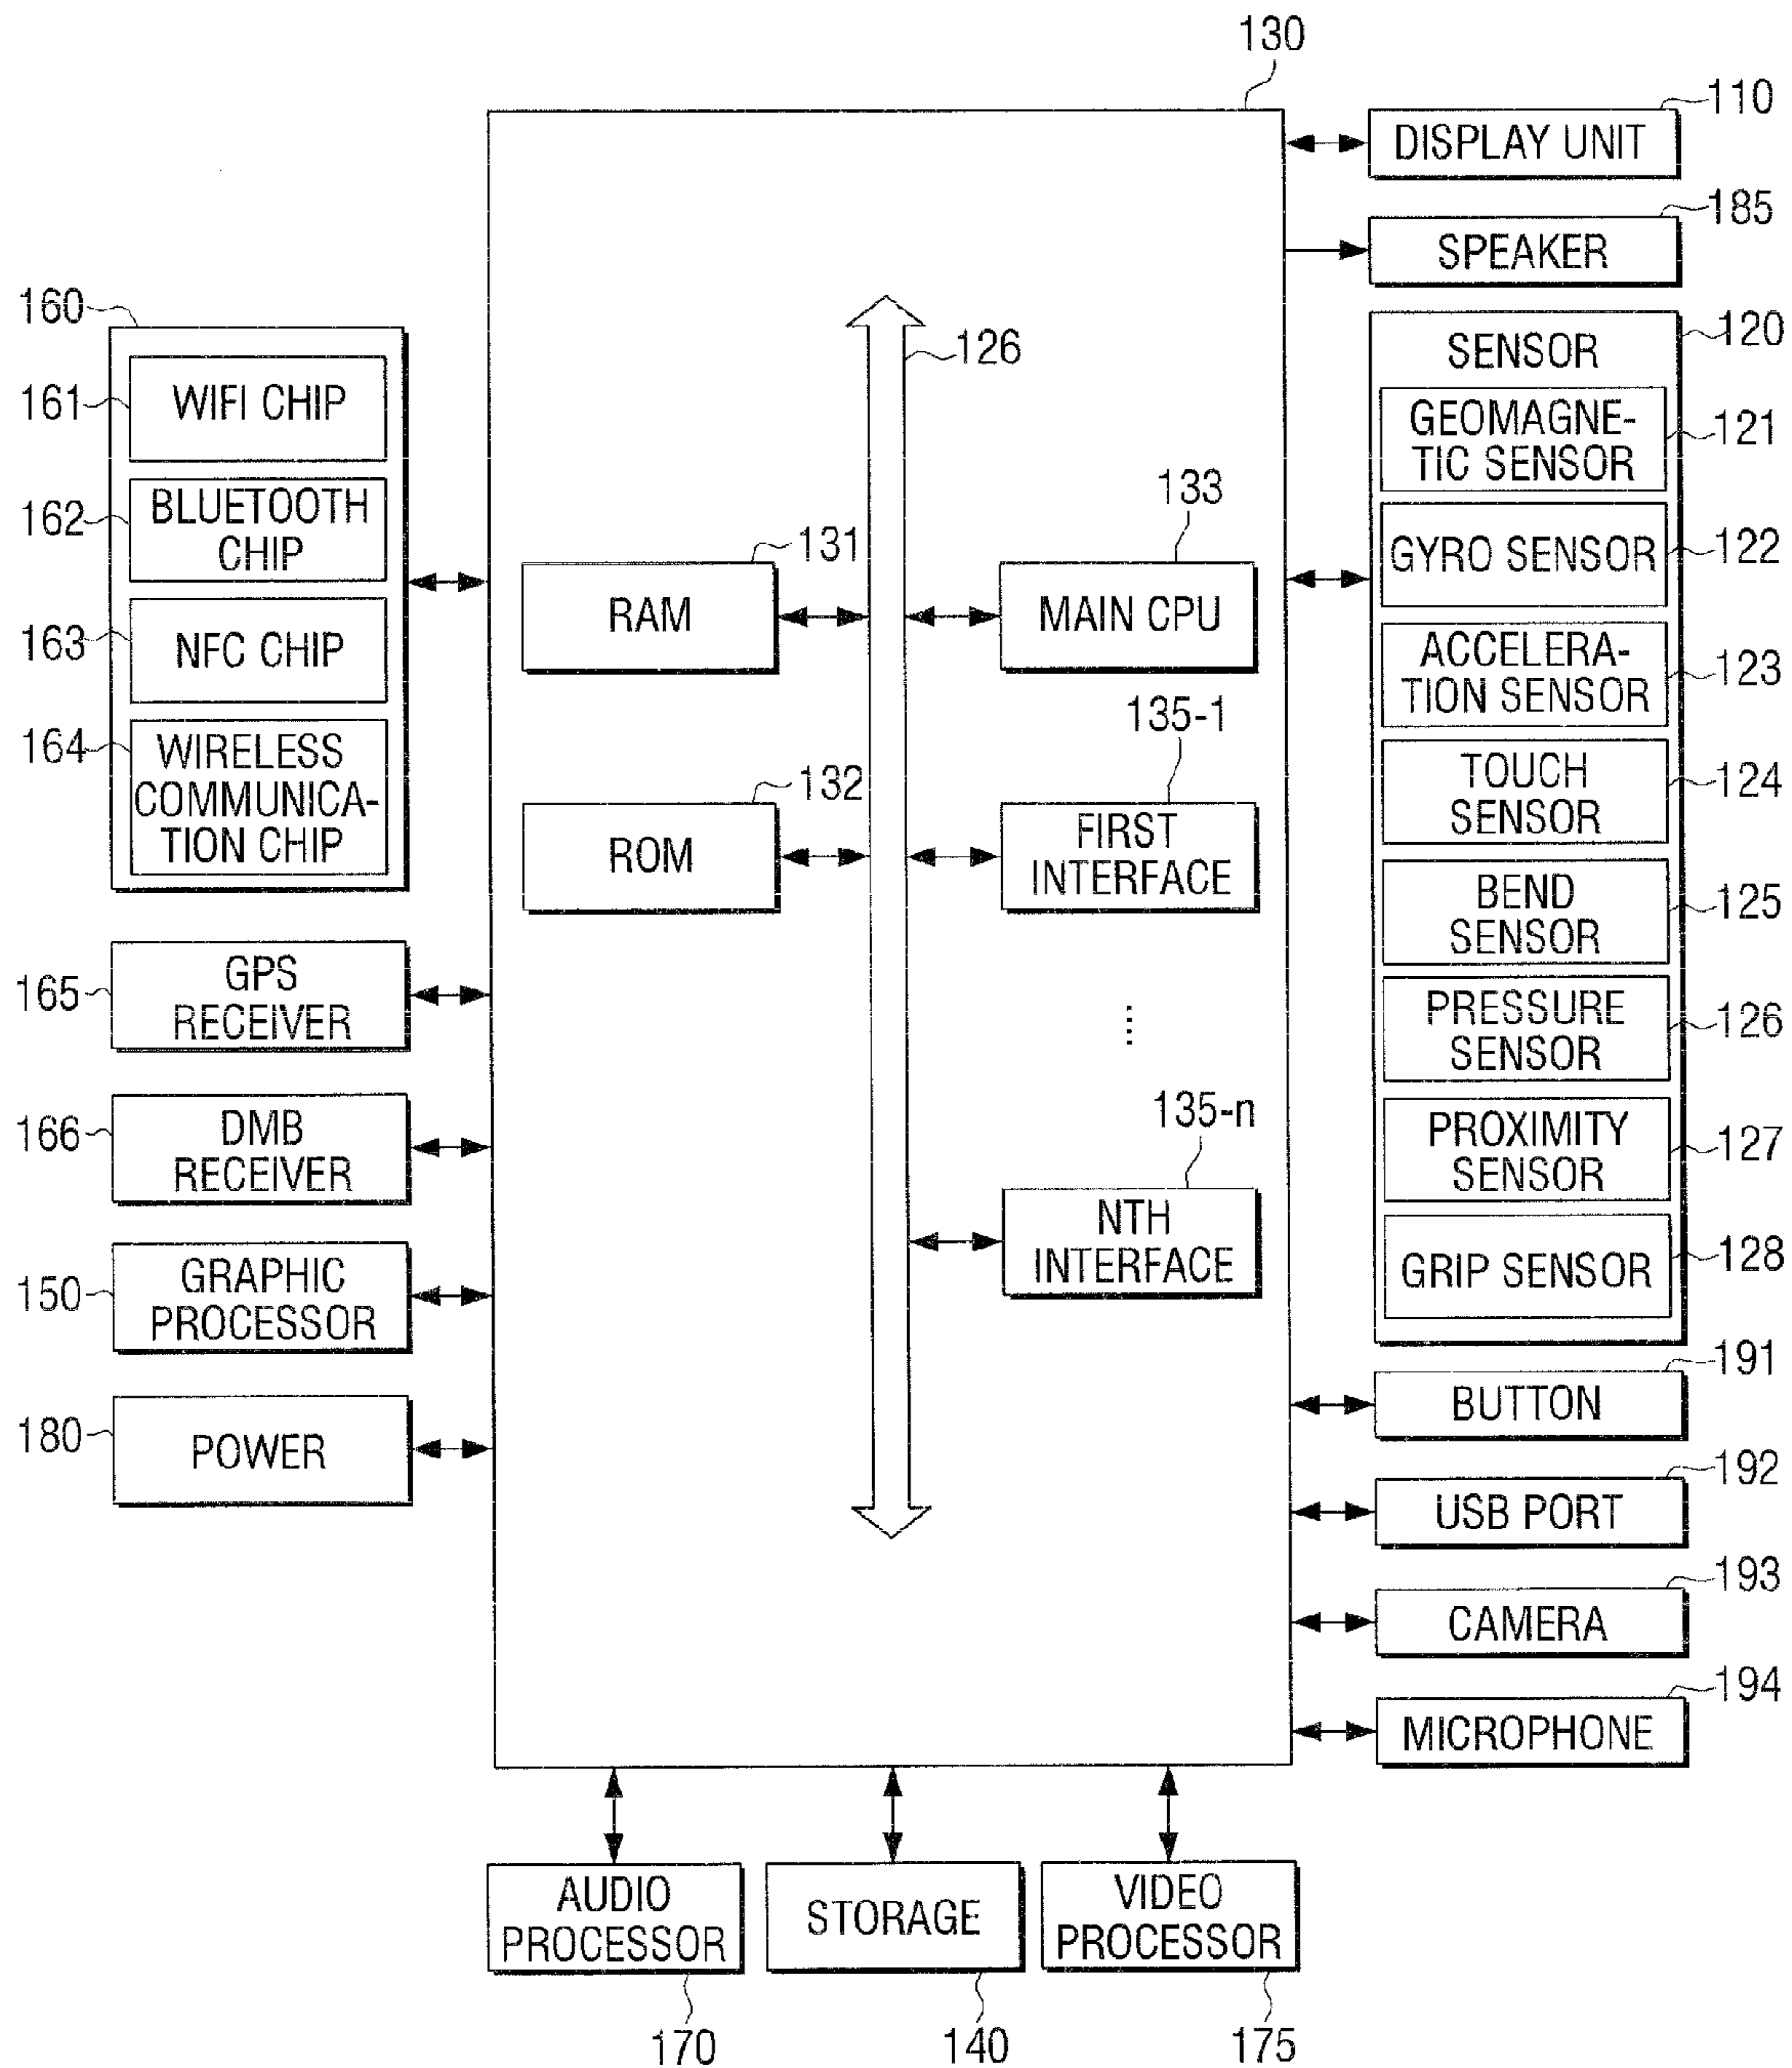 130
110
DISPLAY UNIT
185
SPEAKER
160
161
WIFI CHIP
162
BLUETOOTH
CHIP
163
NFC CHIP
164
WIRELESS
COMMUNICA-
TION CHIP
165
GPS
RECEIVER
166
DMB
RECEIVER
150
GRAPHIC
PROCESSOR
180
POWER
126
131
RAM
132
ROM
133
MAIN CPU
135-1
FIRST
INTERFACE
135-n
NTH
INTERFACE
120
SENSOR
GEOMAGNE-
TIC SENSOR
121
GYRO SENSOR
122
ACCELERA-
TION SENSOR
123
TOUCH
SENSOR
124
BEND
SENSOR
125
PRESSURE
SENSOR
126
PROXIMITY
SENSOR
127
GRIP SENSOR
128
191
BUTTON
192
USB PORT
193
CAMERA
194
MICROPHONE
AUDIO
PROCESSOR
170
STORAGE
140
VIDEO
PROCESSOR
175